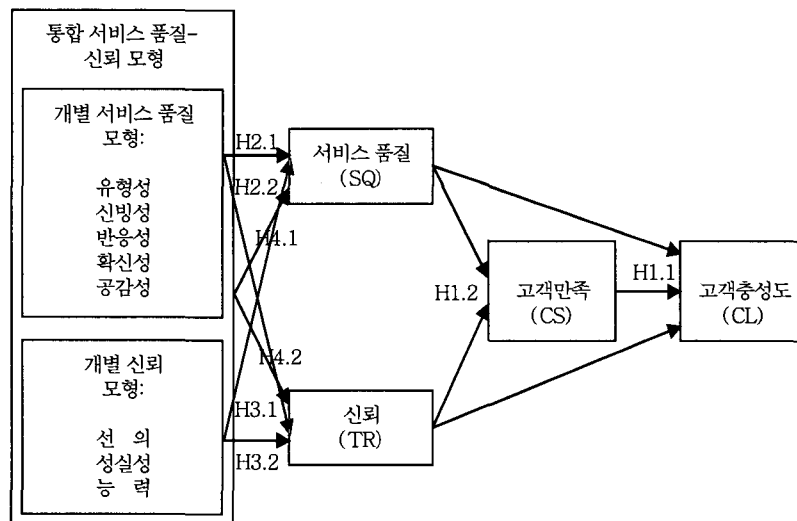 통합 서비스 품질–
신뢰 모형
개별 서비스 품질
모형:
유형성
신빙성
반응성
확신성
공감성
개별 신뢰
모형:
선 의
성실성
능 력
H2.1
H2.2
H4.1
H4.2
H3.1
H3.2
서비스 품질
(SQ)
신뢰
(TR)
H1.2
고객만족
(CS)
H1.1
고객충성도
(CL)